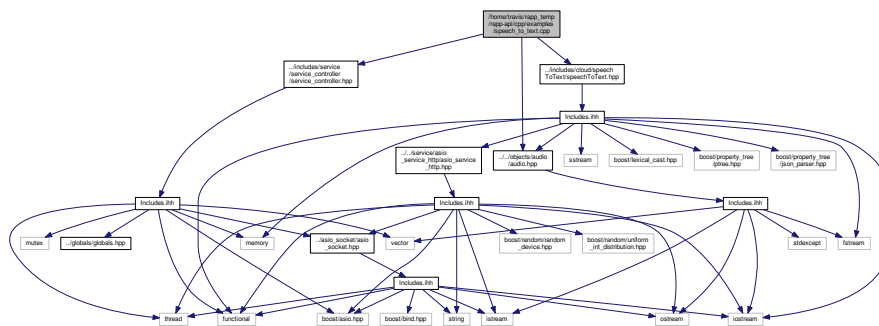 /home/travis/rapp_temp
/rapp-api/cpp/examples
/speech_to_text.cpp
../includes/service
/service_controller
/service_controller.hpp
../includes/cloud/speech
ToText/speechToText.hpp
Includes.ihh
../../service/asio
_service_http/asio_service
_http.hpp
../../objects/audio
/audio.hpp
sstream
boost/lexical_cast.hpp
boost/property_tree
/ptree.hpp
boost/property_tree
/json_parser.hpp
Includes.ihh
Includes.ihh
Includes.ihh
mutex
../globals/globals.hpp
memory
../asio_socket/asio
_socket.hpp
vector
boost/random/random
_device.hpp
boost/random/uniform
_int_distribution.hpp
stdexcept
fstream
Includes.ihh
thread
functional
boost/asio.hpp
boost/bind.hpp
string
istream
ostream
iostream